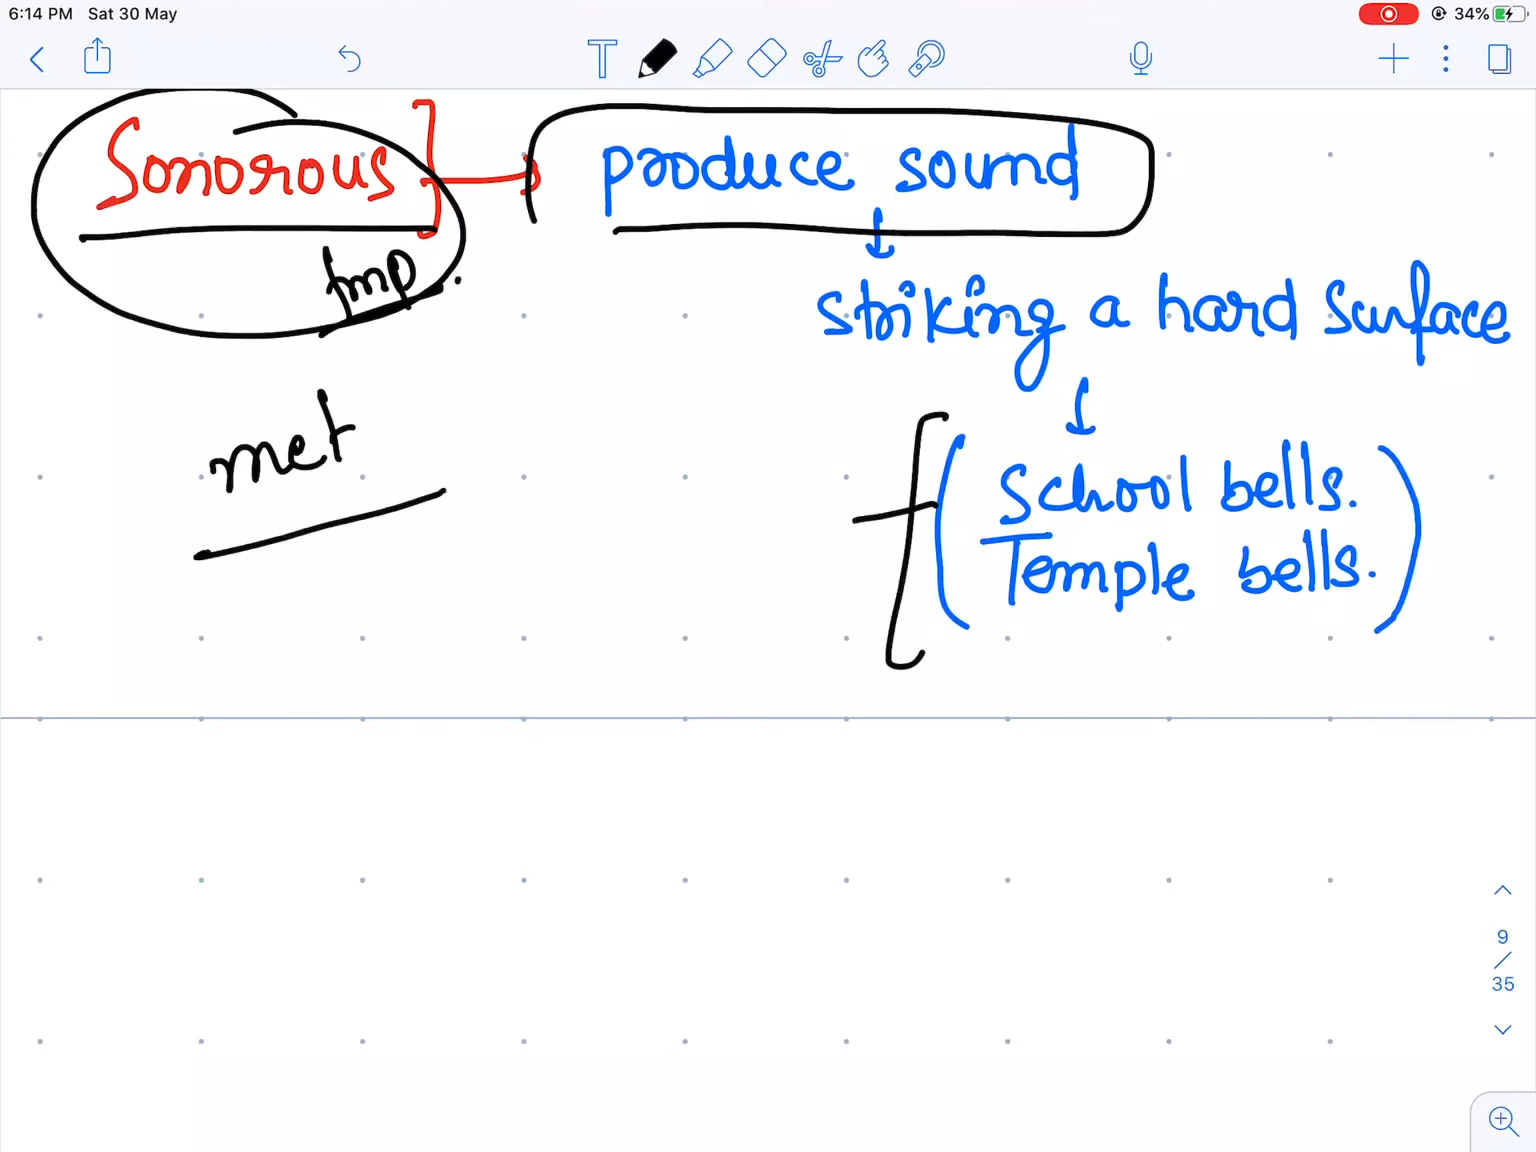 6:14 PM Sat 30 May
34%
T
Sonorous
produce sound
Imp.
striking a hard surface
met
School bells.
Temple bells.
9
/
35